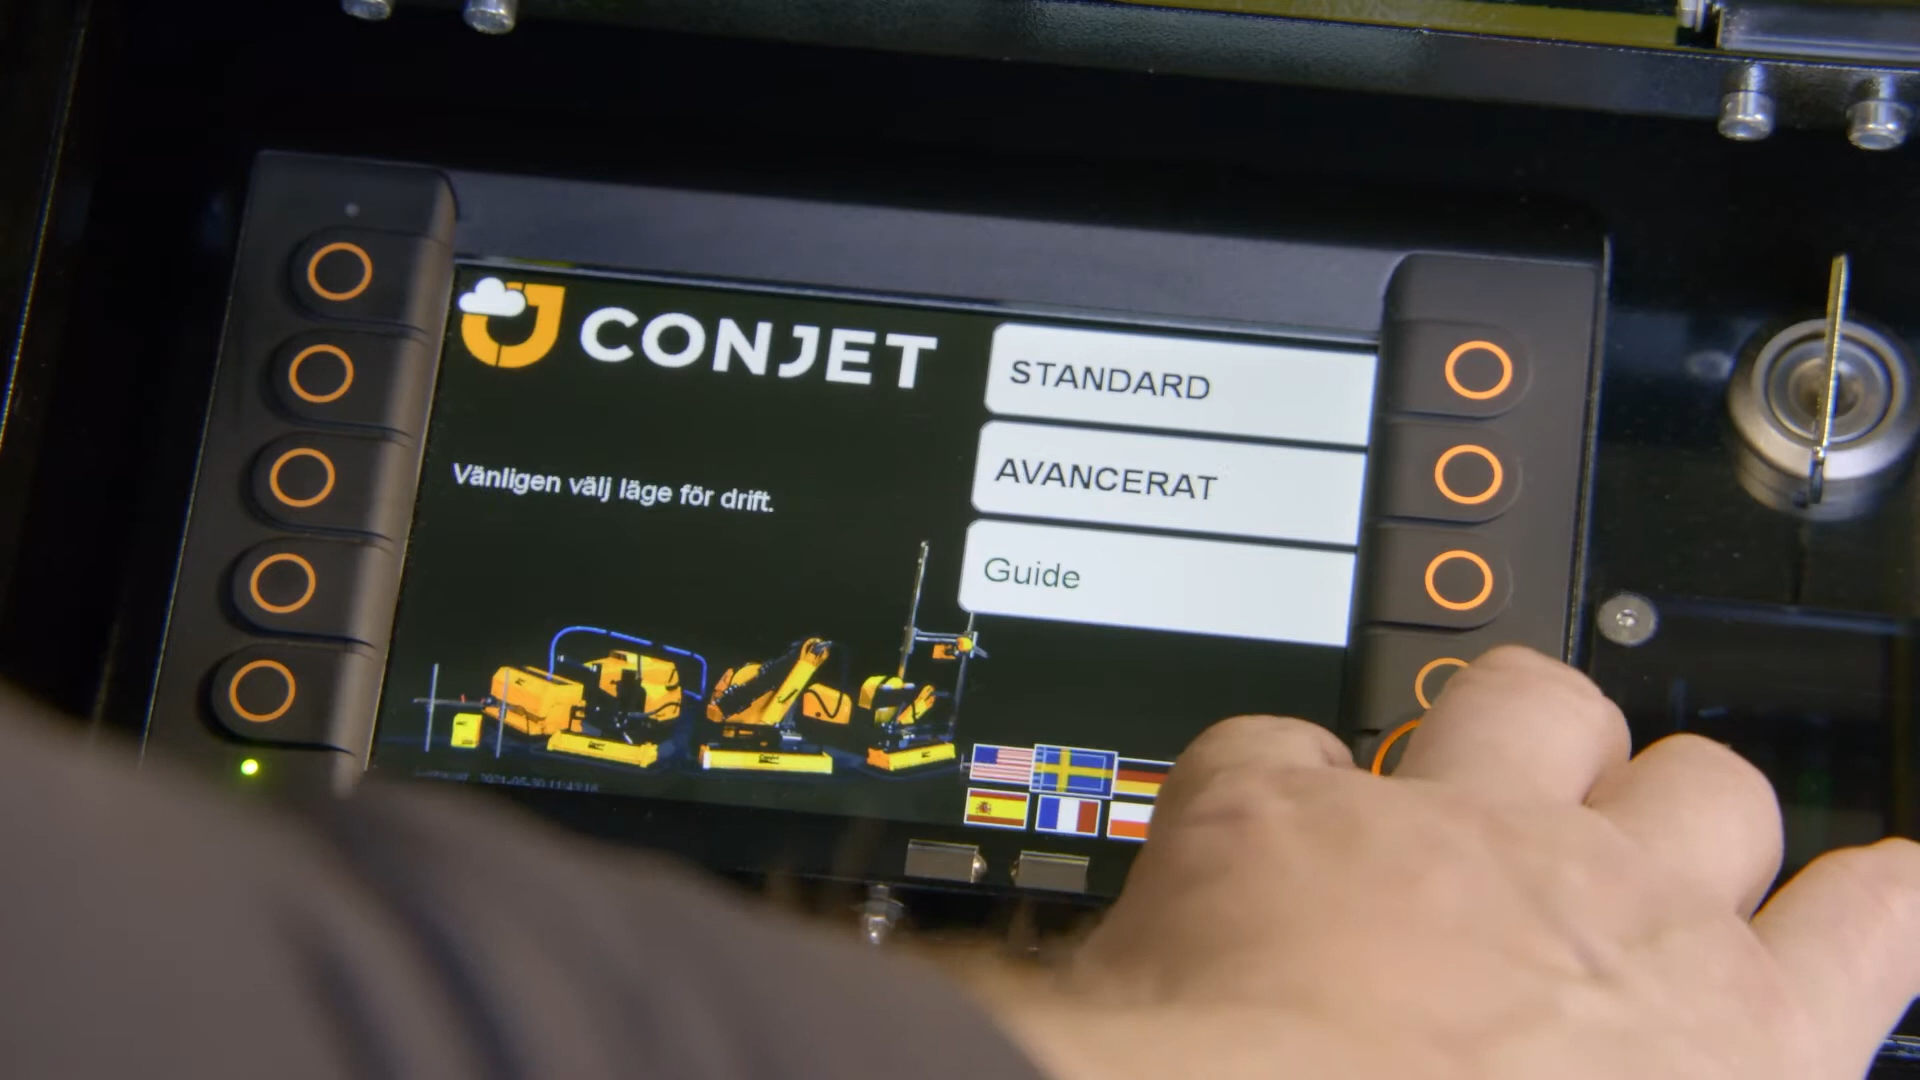 CONJET
STANDARD
AVANCERAT
Guide
Vänligen välj läge för drift.